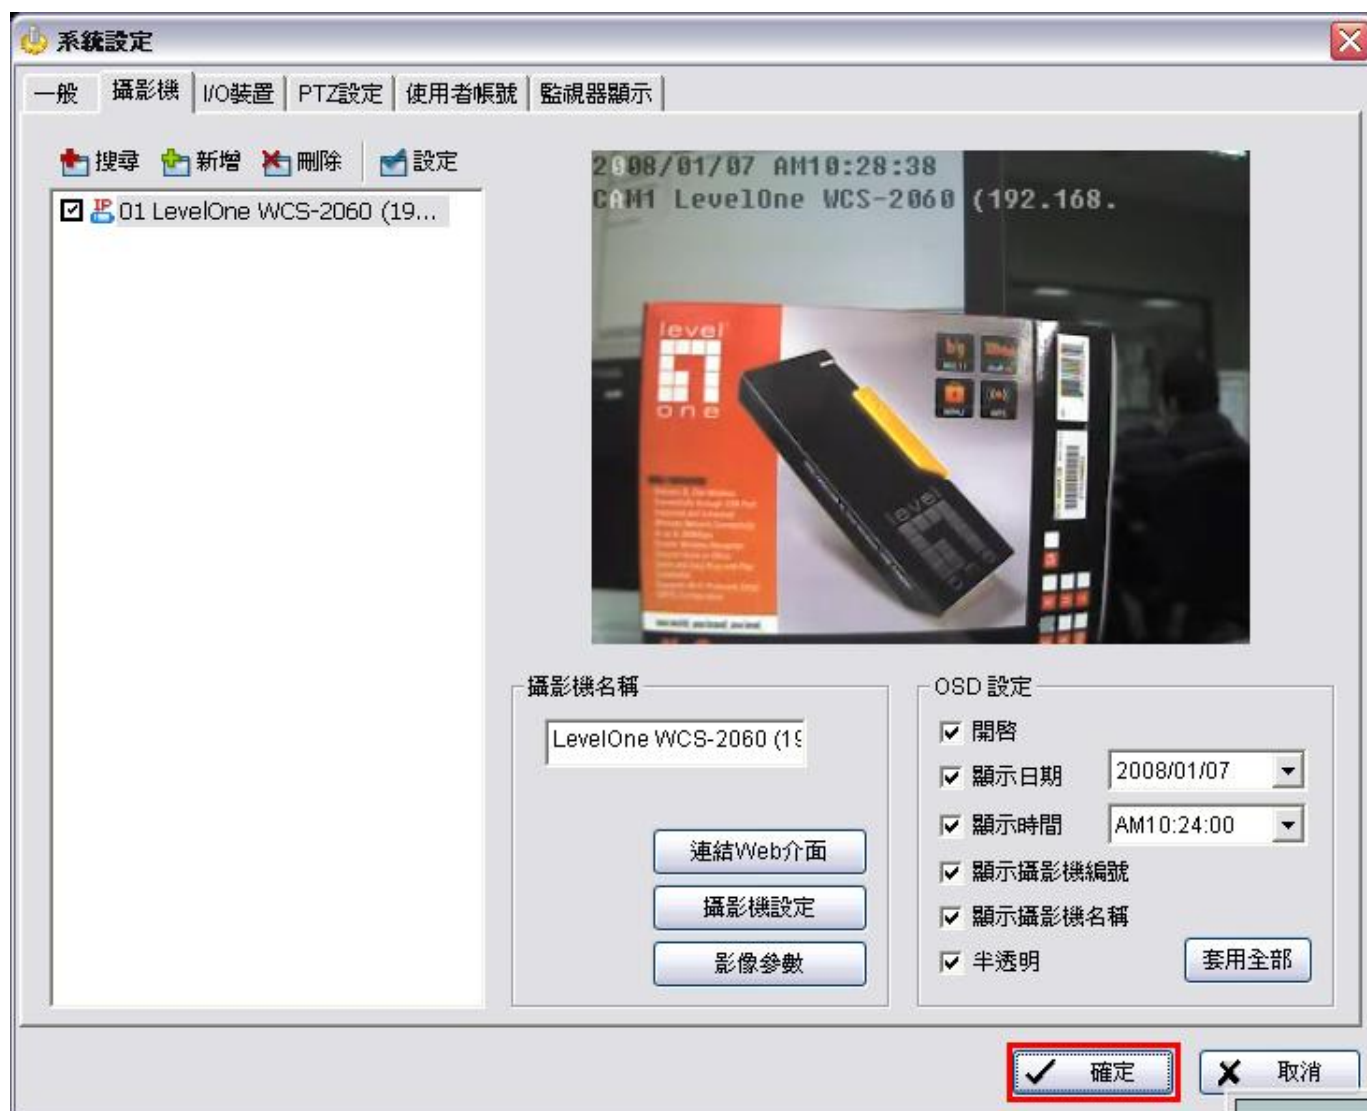 系統設定
一般 攝影機 I/O裝置 PTZ設定 使用者帳號 監視器顯示
搜尋 新增 刪除 設定
01 LevelOne WCS-2060 (19...
2008/01/07 AM10:28:38
CAM1 LevelOne WCS-2060 (192.168.
level
one
b/g
level
one
攝影機名稱
LevelOne WCS-2060 (19
連結Web介面
攝影機設定
影像參數
OSD 設定
開啓
顯示日期 2008/01/07
顯示時間 AM10:24:00
顯示攝影機編號
顯示攝影機名稱
半透明
套用全部
確定 取消